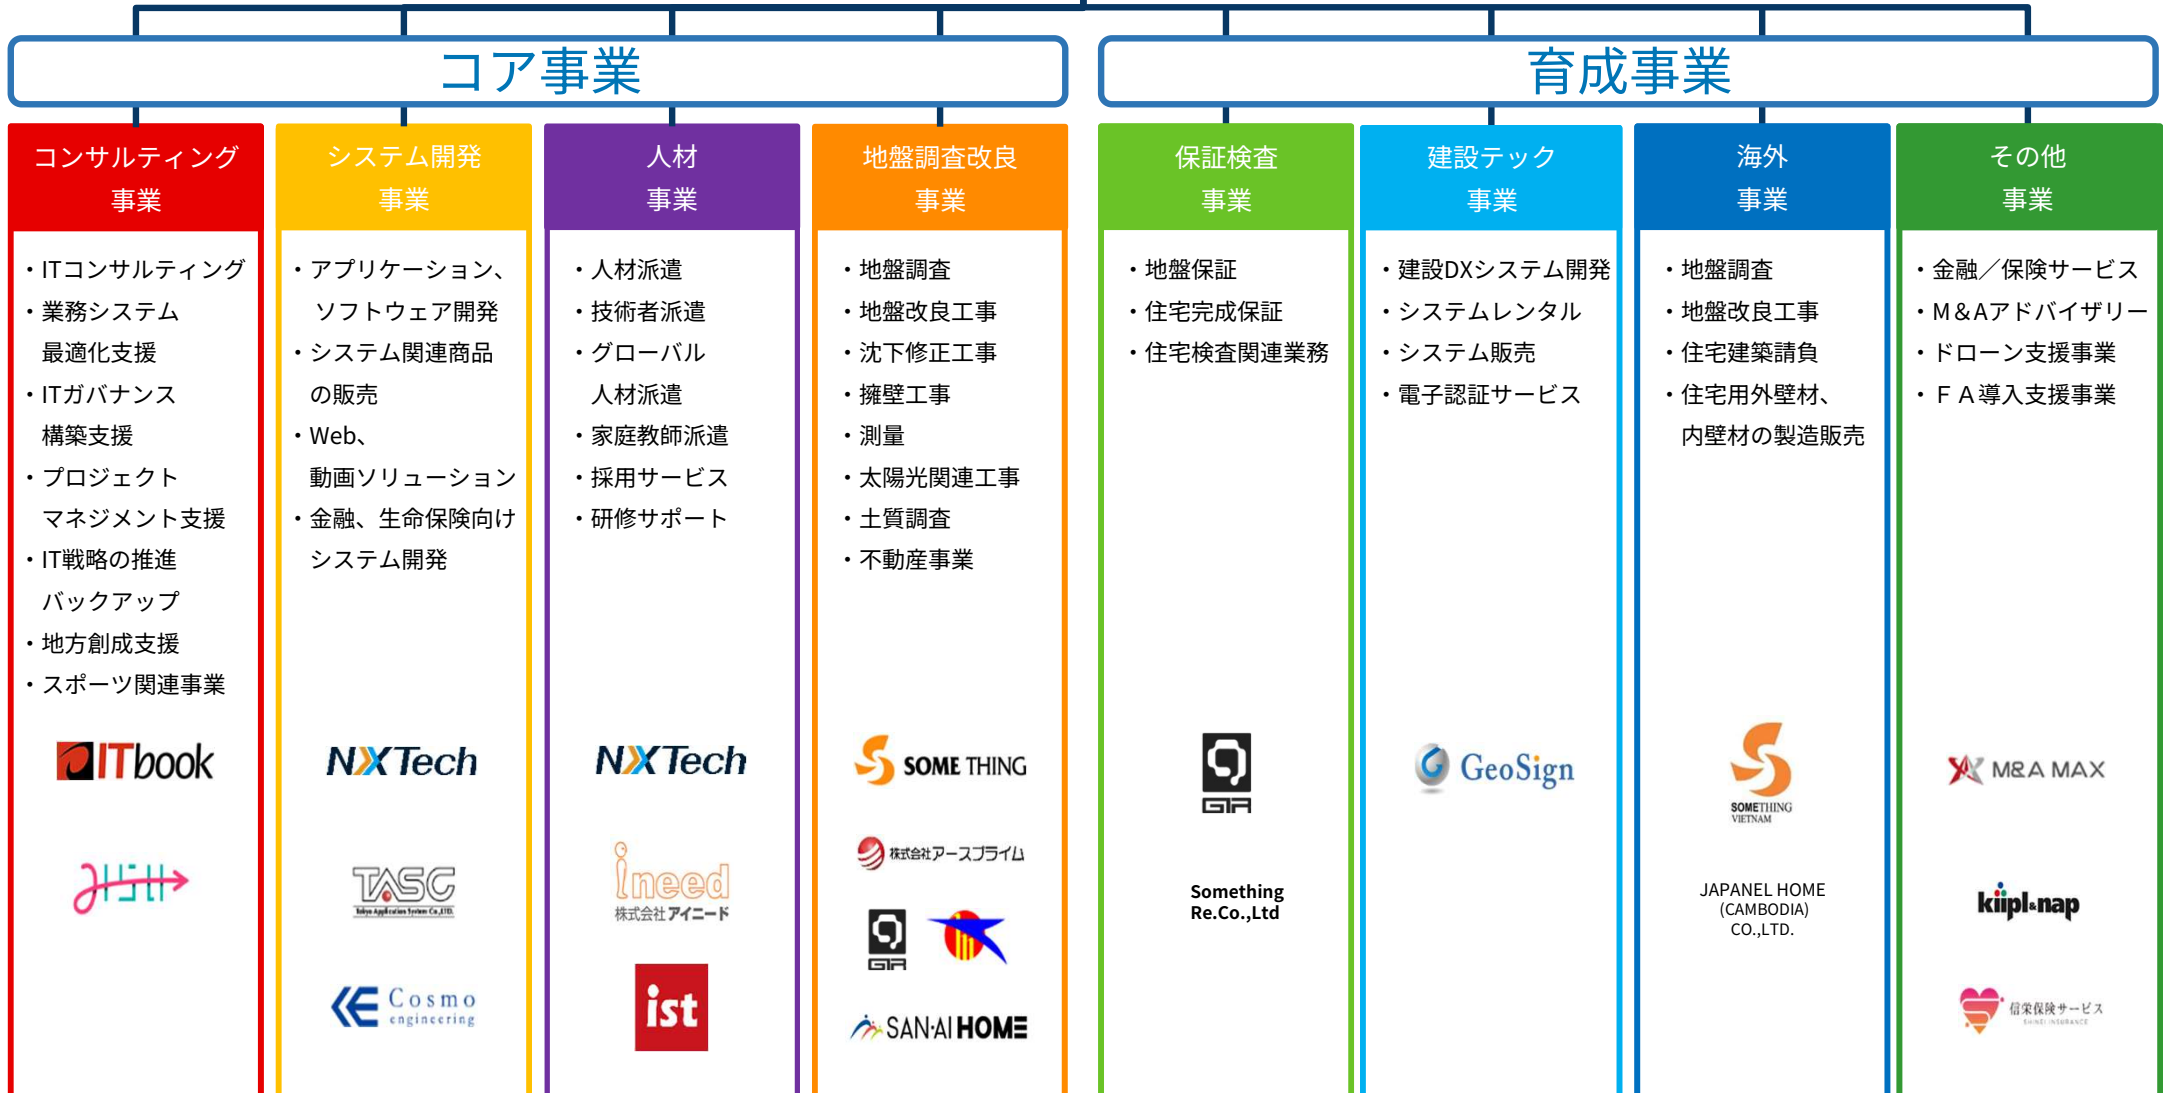 コア事業
育成事業
コンサルティング
事業
・ITコンサルティング
・業務システム
最適化支援
・ITガバナンス
構築支援
・プロジェクト
マネジメント支援
・IT戦略の推進
バックアップ
・地方創成支援
・スポーツ関連事業
ITbook
システム開発
事業
・アプリケーション、
ソフトウェア開発
・システム関連商品
の販売
・Web、
動画ソリューション
・金融、生命保険向け
システム開発
NXTech
TASC
Tokyo Application System Co.,LTD.
Cosmo
engineering
人材
事業
・人材派遣
・技術者派遣
・グローバル
人材派遣
・家庭教師派遣
・採用サービス
・研修サポート
NXTech
ineed
株式会社アイニード
ist
地盤調査改良
事業
・地盤調査
・地盤改良工事
・沈下修正工事
・擁壁工事
・測量
・太陽光関連工事
・土質調査
・不動産事業
SOME THING
株式会社アースプライム
GIR
SAN·AI HOME
保証検査
事業
・地盤保証
・住宅完成保証
・住宅検査関連業務
GIR
Something
Re.Co.,Ltd
建設テック
事業
・建設DXシステム開発
・システムレンタル
・システム販売
・電子認証サービス
GeoSign
海外
事業
・地盤調査
・地盤改良工事
・住宅建築請負
・住宅用外壁材、
内壁材の製造販売
SOMETHING
VIETNAM
JAPANEL HOME
(CAMBODIA)
CO.,LTD.
その他
事業
・金融／保険サービス
・M＆Aアドバイザリー
・ドローン支援事業
・ＦＡ導入支援事業
M&A MAX
kiipl&nap
信栄保険サービス
SHINEI INSURANCE